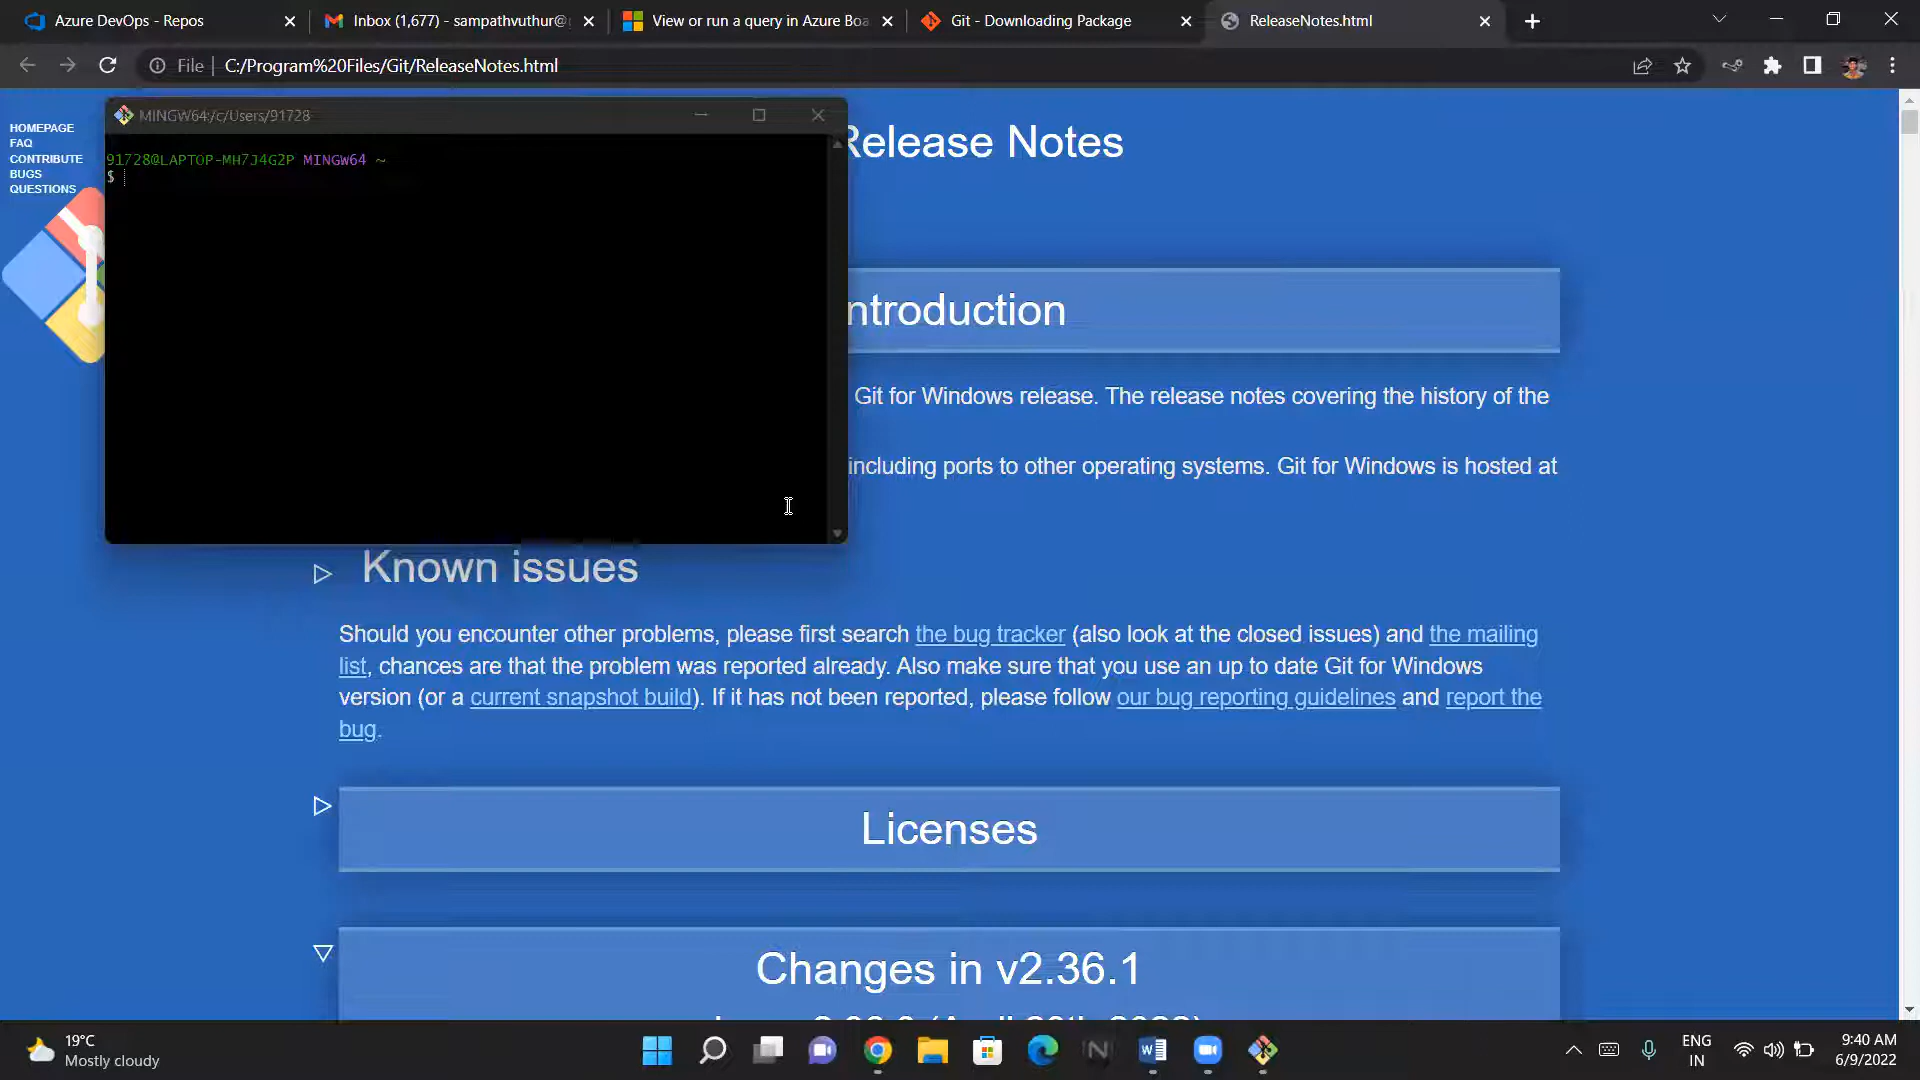 Azure DevOps - Repos
Inbox (1,677) - sampathvuthur@
View or run a query in Azure Boa
Git - Downloading Package
ReleaseNotes.html
File
C:/Program%20Files/Git/ReleaseNotes.html
HOMEPAGE
FAQ
CONTRIBUTE
BUGS
QUESTIONS
MINGW64:/c/Users/91728
91728@LAPTOP-MH7J4G2P MINGW64 ~
$
Release Notes
ntroduction
Git for Windows release. The release notes covering the history of the
including ports to other operating systems. Git for Windows is hosted at
Known issues
Should you encounter other problems, please first search the bug tracker (also look at the closed issues) and the mailing
list, chances are that the problem was reported already. Also make sure that you use an up to date Git for Windows
version (or a current snapshot build). If it has not been reported, please follow our bug reporting guidelines and report the
bug.
Licenses
Changes in v2.36.1
19°C
Mostly cloudy
ENG
IN
9:40 AM
6/9/2022